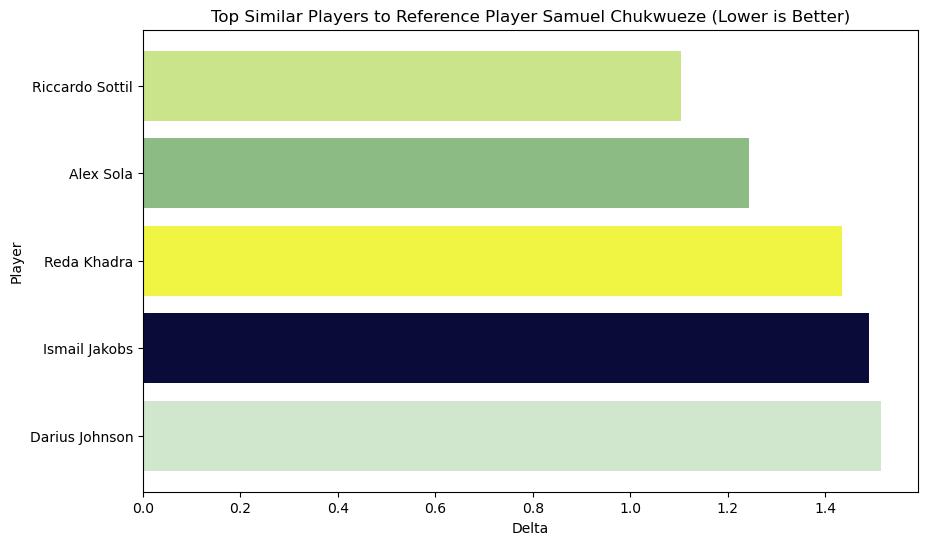 Top Similar Players to Reference Player Samuel Chukwueze (Lower is Better)
Player
Riccardo Sottil
Alex Sola
Reda Khadra
Ismail Jakobs
Darius Johnson
0.0 0.2 0.4 0.6 0.8 1.0 1.2 1.4
Delta